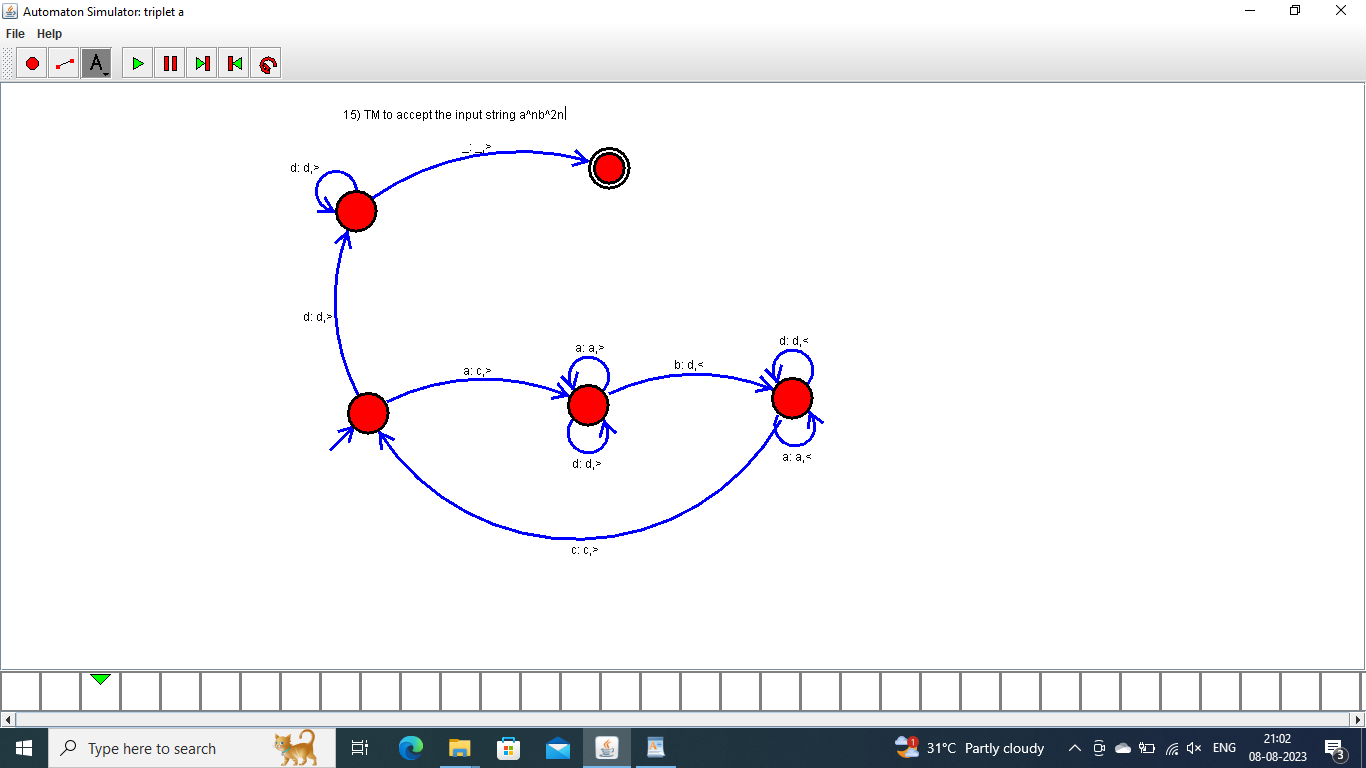 Automaton Simulator: triplet a
File Help
A
15) TM to accept the input string a^nb^2n
_: _,>
d: d,>
d: d,>
a: a,>
d: d,<
b: d,<
a: c,>
a: a,<
d: d,>
c: c,>
Type here to search
1
31°C Partly cloudy
ENG
21:02
08-08-2023
3